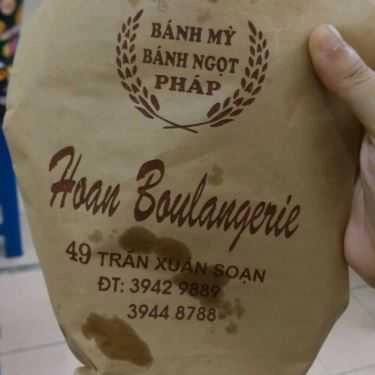 BÁNH MỲ
BÁNH NGỌT
PHÁP
Hoan Boulangerie
49 TRẦN XUÂN SOẠN
ĐT: 3942 9889
3944 8788